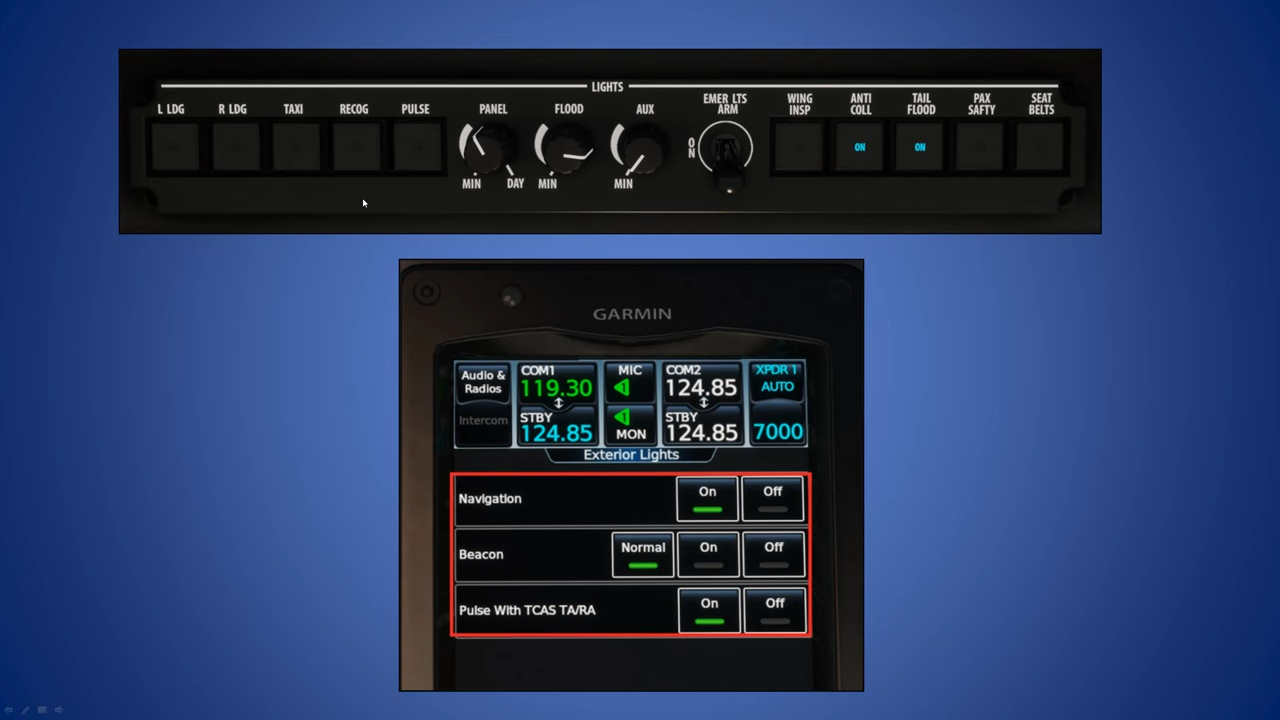 LIGHTS
L LDG R LDG TAXI RECOG PULSE PANEL FLOOD AUX EMER LTS ARM WING INSP ANTI COLL TAIL FLOOD PAX SAFTY SEAT BELTS
ON ON ON
MIN DAY MIN MIN
GARMIN
Audio & Radios COM1 119.30 MIC COM2 124.85 XPDR 1 AUTO
Intercom STBY 124.85 MON STBY 124.85 7000
Exterior Lights
Navigation On Off
Beacon Normal On Off
Pulse With TCAS TA/RA On Off